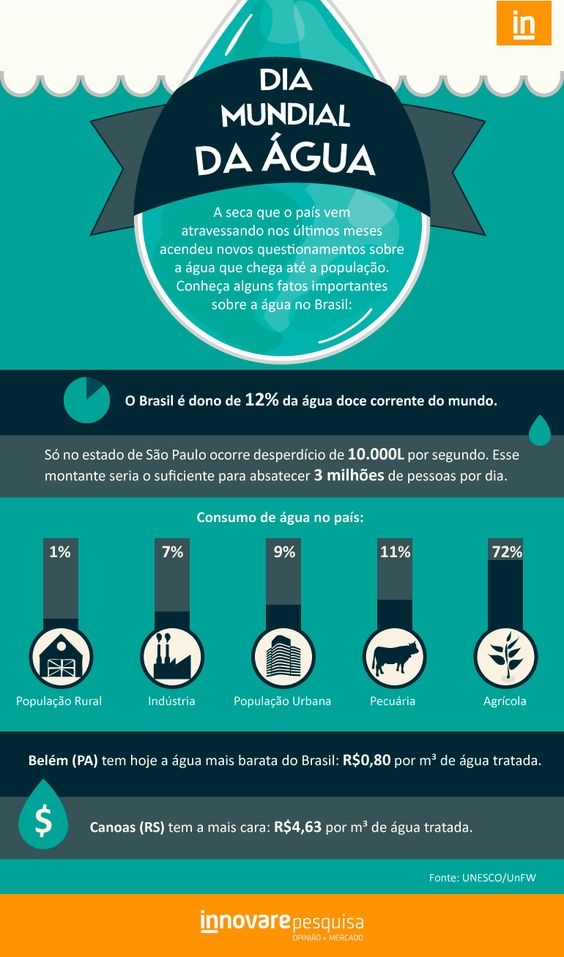 in
DIA
MUNDIAL
DA ÁGUA
A seca que o país vem
atravessando nos últimos meses
acendeu novos questionamentos sobre
a água que chega até a população.
Conheça alguns fatos importantes
sobre a água no Brasil:
O Brasil é dono de 12% da água doce corrente do mundo.
Só no estado de São Paulo ocorre desperdício de 10.000L por segundo. Esse
montante seria o suficiente para absatecer 3 milhões de pessoas por dia.
Consumo de água no país:
1% 7% 9% 11% 72%
População Rural Indústria População Urbana Pecuária Agrícola
Belém (PA) tem hoje a água mais barata do Brasil: R$0,80 por m³ de água tratada.
$
Canoas (RS) tem a mais cara: R$4,63 por m³ de água tratada.
Fonte: UNESCO/UnFW
innovare pesquisa
OPINIÃO + MERCADO